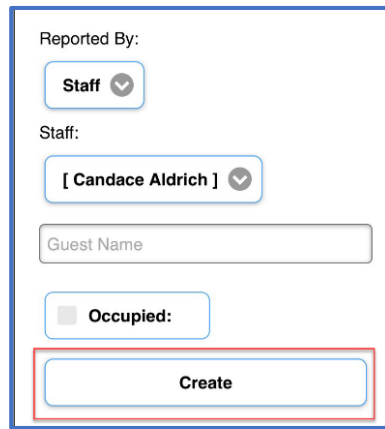 Reported By:
Staff
Staff:
[ Candace Aldrich ]
Guest Name
Occupied:
Create